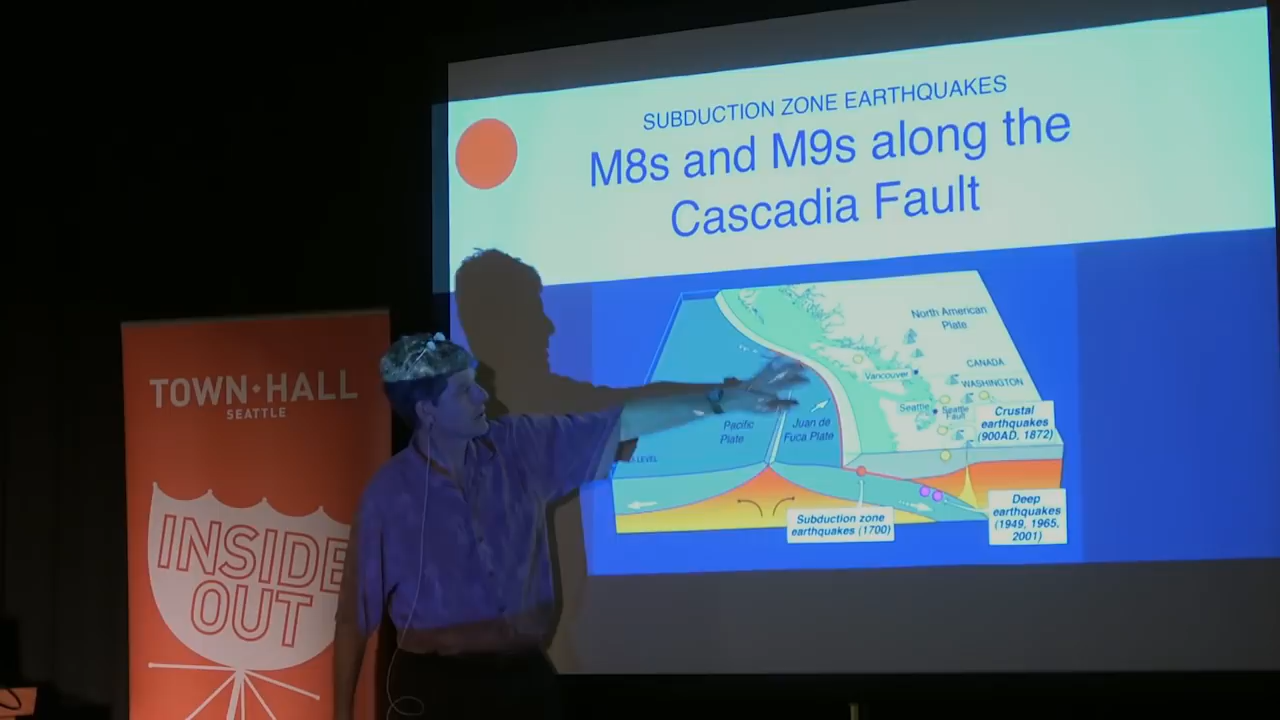 SUBDUCTION ZONE EARTHQUAKES
M8s and M9s along the
Cascadia Fault
North American
Plate
CANADA
Vancouver
WASHINGTON
Seattle
Seattle
Fault
Crustal
earthquakes
(900AD, 1872)
Pacific
Plate
Juan de
Fuca Plate
LEVEL
Subduction zone
earthquakes (1700)
Deep
earthquakes
(1949, 1965,
2001)
TOWN HALL
SEATTLE
INSIDE
OUT